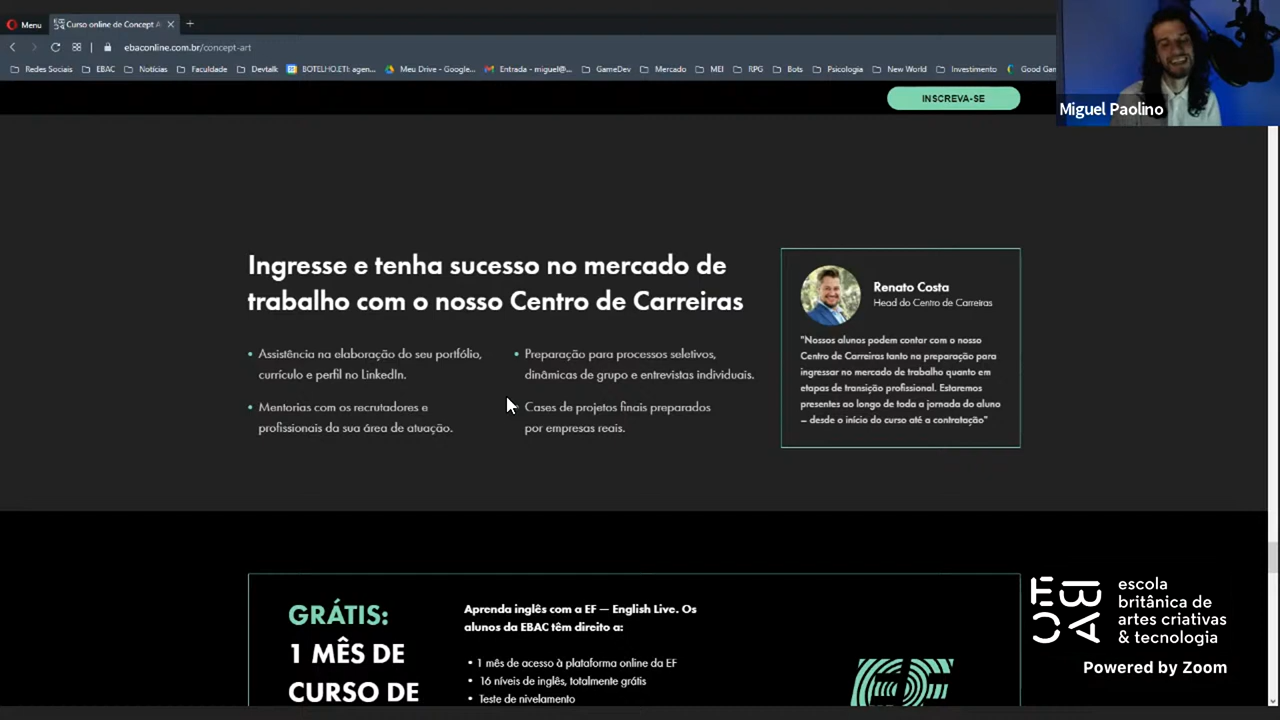 Menu
Curso online de Concept A
ebaconline.com.br/concept-art
Redes Sociais
EBAC
Notícias
Faculdade
Devtalk
BOTELHO.ETI: agen...
Meu Drive - Google...
Entrada - miguel@...
GameDev
Mercado
MEI
RPG
Bots
Psicologia
New World
Investimento
Good Gam
INSCREVA-SE
Miguel Paolino
Ingresse e tenha sucesso no mercado de
trabalho com o nosso Centro de Carreiras
• Assistência na elaboração do seu portfólio,
currículo e perfil no LinkedIn.
• Mentorias com os recrutadores e
profissionais da sua área de atuação.
• Preparação para processos seletivos,
dinâmicas de grupo e entrevistas individuais.
Cases de projetos finais preparados
por empresas reais.
Renato Costa
Head do Centro de Carreiras
"Nossos alunos podem contar com o nosso
Centro de Carreiras tanto na preparação para
ingressar no mercado de trabalho quanto em
etapas de transição profissional. Estaremos
presentes ao longo de toda a jornada do aluno
– desde o início do curso até a contratação"
GRÁTIS:
1 MÊS DE
CURSO DE
Aprenda inglês com a EF — English Live. Os
alunos da EBAC têm direito a:
• 1 mês de acesso à plataforma online da EF
• 16 níveis de inglês, totalmente grátis
• Teste de nivelamento
EF
EBAC
escola
britânica de
artes criativas
& tecnologia
Powered by Zoom